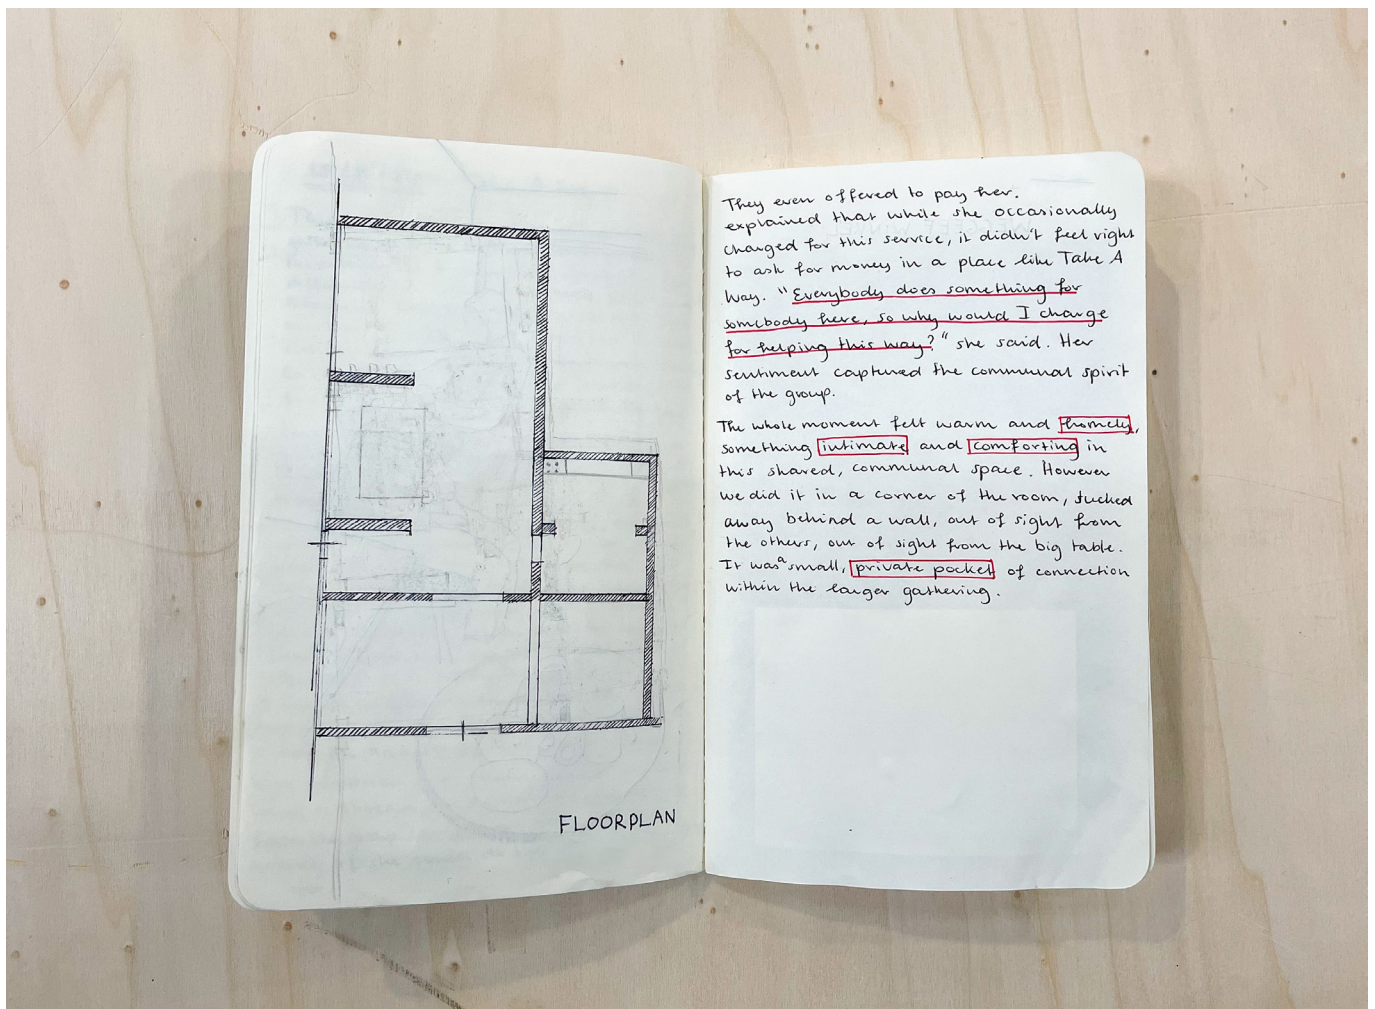 FLOORPLAN
They even offered to pay her.
explained that while she occasionally
charged for this service, it didn't feel right
to ask for money in a place like Take A
Way. "Everybody does something for
somebody here, so why would I charge
for helping this way?" she said. Her
sentiment captured the communal spirit
of the group.
The whole moment felt warm and homely,
something intimate and comforting in
this shared, communal space. However
we did it in a corner of the room, tucked
away behind a wall, out of sight from
the others, out of sight from the big table.
It was a small, private pocket of connection
within the larger gathering.